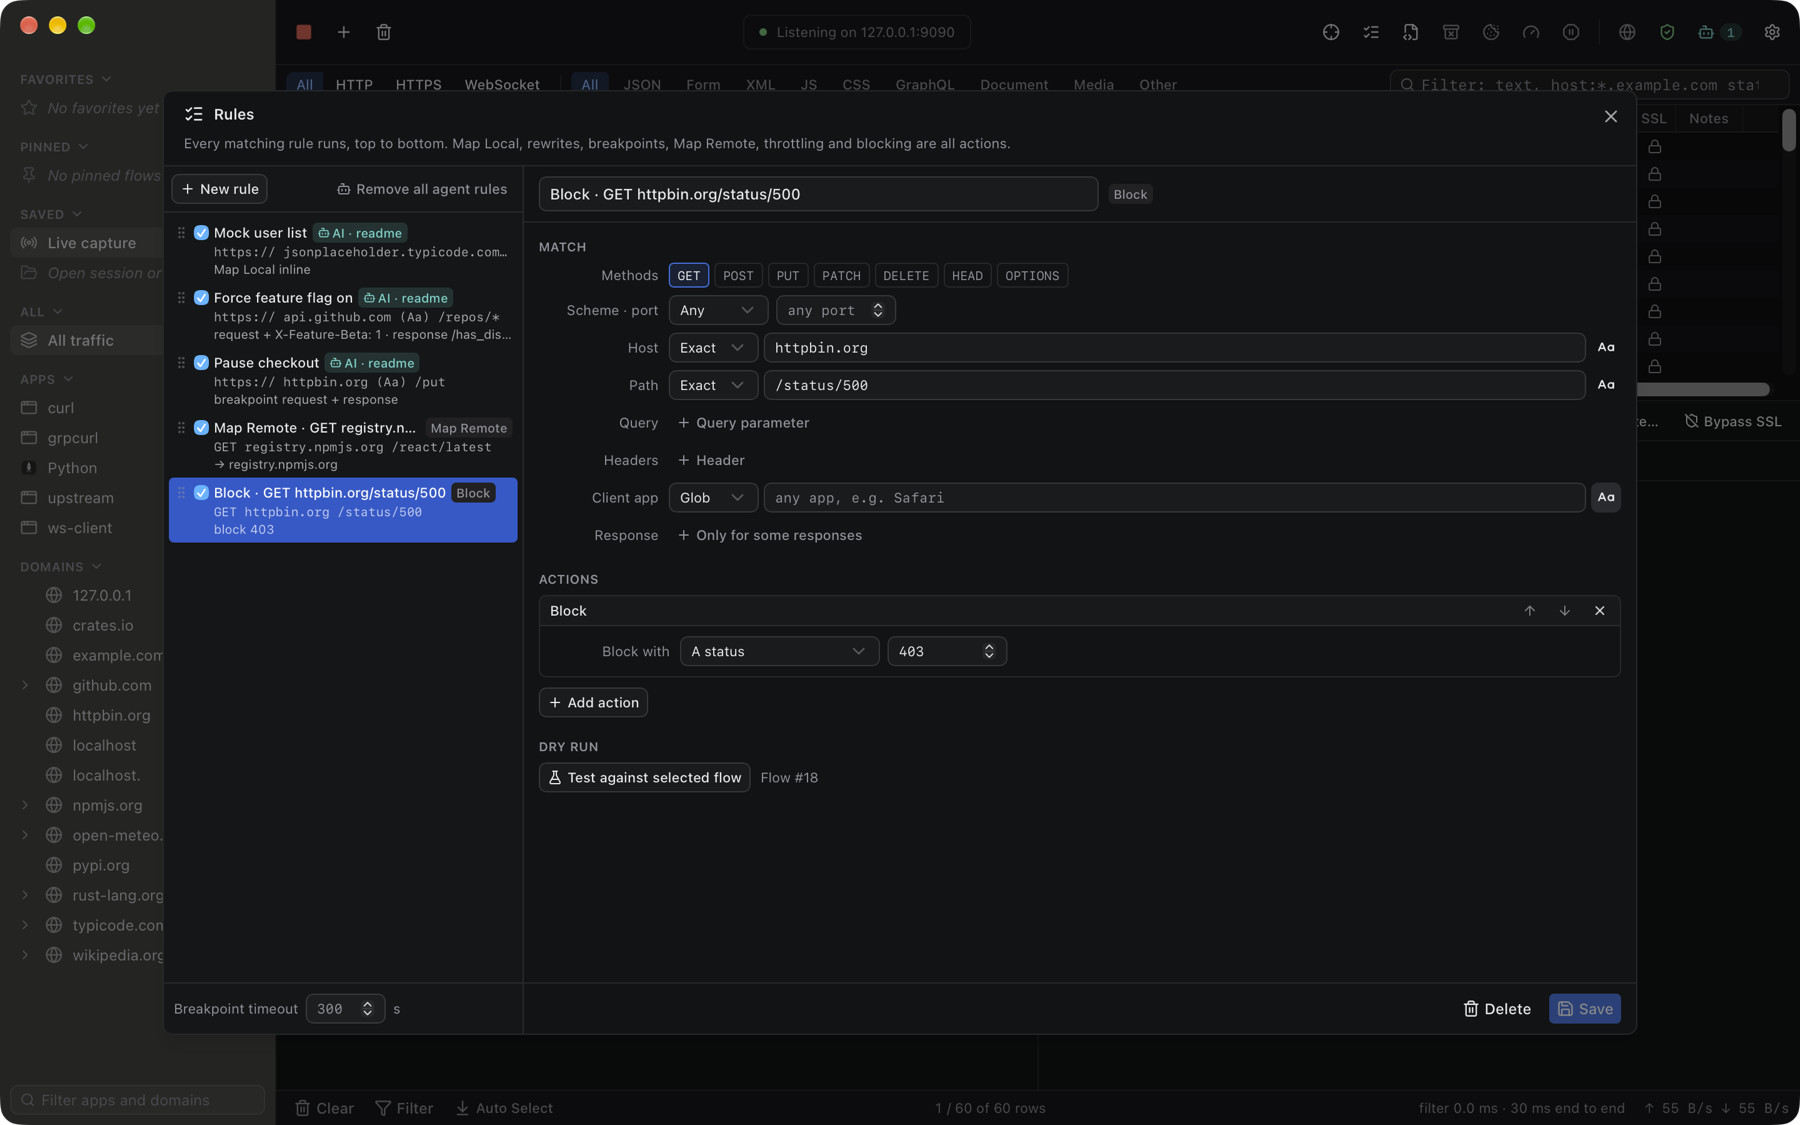 Listening on 127.0.0.1:9090
1
FAVORITES
No favorites yet
PINNED
No pinned flows
SAVED
Live capture
Open session or
ALL
All traffic
APPS
curl
grpcurl
Python
upstream
ws-client
DOMAINS
127.0.0.1
crates.io
example.com
github.com
httpbin.org
localhost
localhost.
npmjs.org
open-meteo.
pypi.org
rust-lang.org
typicode.com
wikipedia.org
Filter apps and domains
All HTTP HTTPS WebSocket All JSON Form XML JS CSS GraphQL Document Media Other
Filter: text, host:*.example.com stat
SSL Notes
Bypass SSL
Rules
Every matching rule runs, top to bottom. Map Local, rewrites, breakpoints, Map Remote, throttling and blocking are all actions.
New rule
Remove all agent rules
Mock user list AI · readme
https:// jsonplaceholder.typicode.com…
Map Local inline
Force feature flag on AI · readme
https:// api.github.com (Aa) /repos/*
request + X-Feature-Beta: 1 · response /has_dis…
Pause checkout AI · readme
https:// httpbin.org (Aa) /put
breakpoint request + response
Map Remote · GET registry.n… Map Remote
GET registry.npmjs.org /react/latest
→ registry.npmjs.org
Block · GET httpbin.org/status/500 Block
GET httpbin.org /status/500
block 403
Breakpoint timeout 300 s
Block · GET httpbin.org/status/500 Block
MATCH
Methods GET POST PUT PATCH DELETE HEAD OPTIONS
Scheme · port Any any port
Host Exact httpbin.org Aa
Path Exact /status/500 Aa
Query + Query parameter
Headers + Header
Client app Glob any app, e.g. Safari Aa
Response + Only for some responses
ACTIONS
Block
Block with A status 403
+ Add action
DRY RUN
Test against selected flow Flow #18
Delete Save
Clear Filter Auto Select
1 / 60 of 60 rows
filter 0.0 ms · 30 ms end to end ↑ 55 B/s ↓ 55 B/s